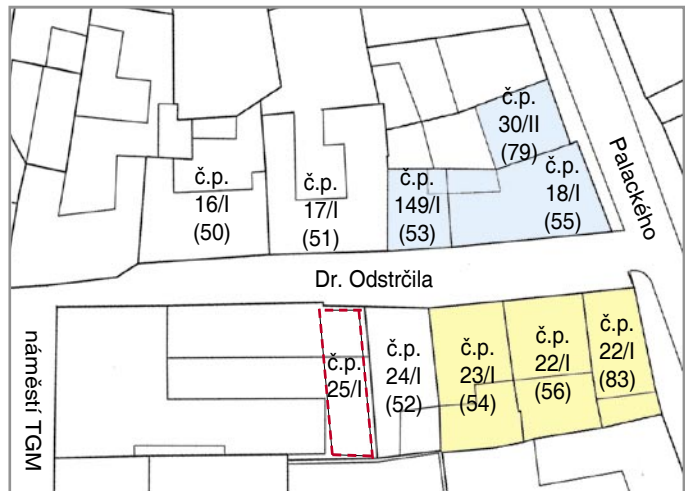 č.p.
30/II
(79)
Palackého
č.p.
16/I
(50)
č.p.
17/I
(51)
č.p.
149/I
(53)
č.p.
18/I
(55)
Dr. Odstrčila
náměstí TGM
č.p.
25/I
č.p.
24/I
(52)
č.p.
23/I
(54)
č.p.
22/I
(56)
č.p.
22/I
(83)